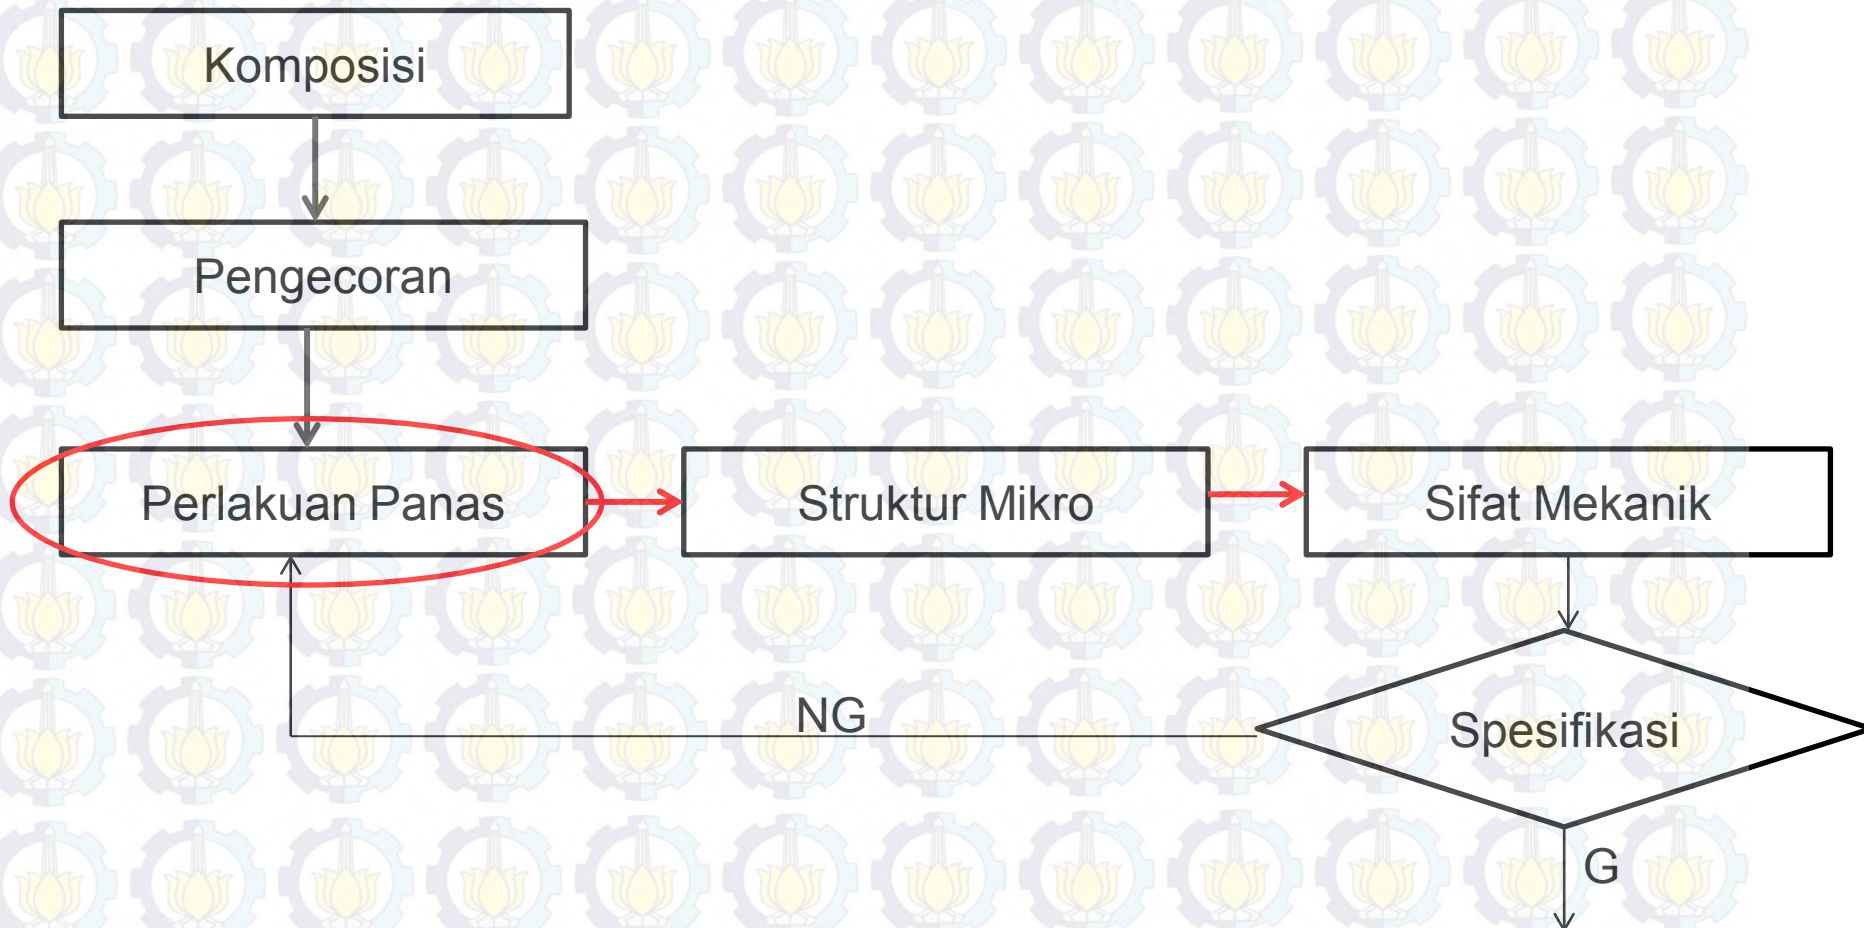 Komposisi
Pengecoran
Perlakuan Panas
Struktur Mikro
Sifat Mekanik
NG
Spesifikasi
G